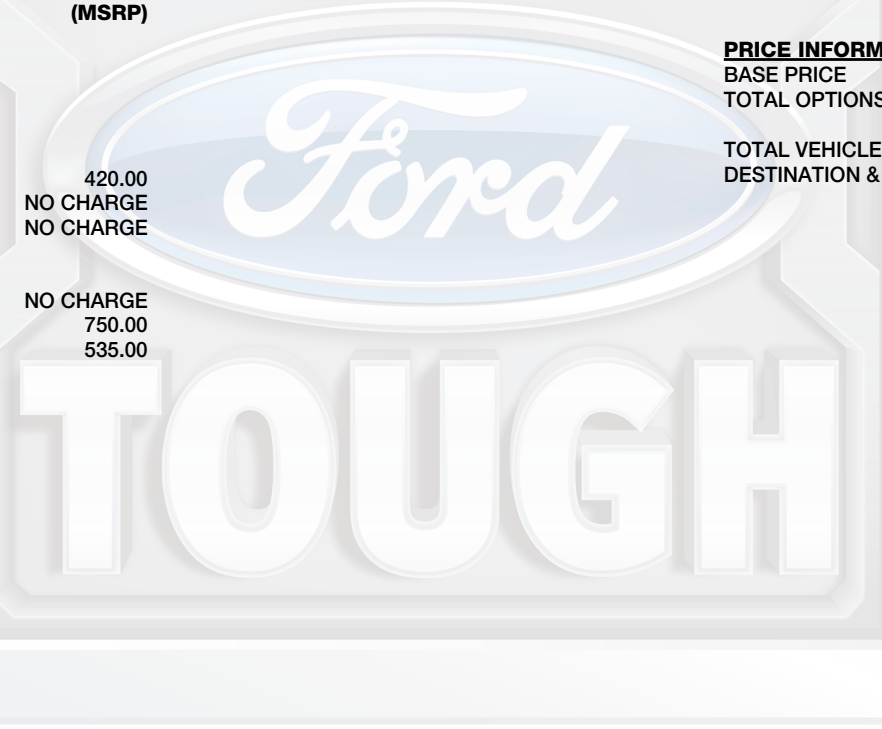 (MSRP)
420.00
NO CHARGE
NO CHARGE
NO CHARGE
750.00
535.00
PRICE INFORM
BASE PRICE
TOTAL OPTIONS
TOTAL VEHICLE
DESTINATION &
Ford
TOUGH